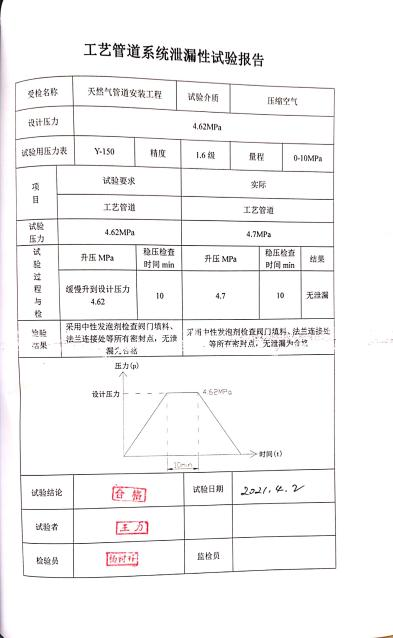 工艺管道系统泄漏性试验报告
受检名称 天然气管道安装工程 试验介质 压缩空气
设计压力 4.62MPa
试验用压力表 Y-150 精度 1.6 级 量程 0-10MPa
项目 试验要求 实际
工艺管道 工艺管道
试验压力 4.62MPa 4.7MPa
试验过程与检 升压 MPa 稳压检查时间 min 升压 MPa 稳压检查时间 min 结果
缓慢升到设计压力 4.62 10 4.7 10 无泄漏
检验结果 采用中性发泡剂检查阀门填料、 采用中性发泡剂检查阀门填料、法兰连接处
法兰连接处等所有密封点，无泄 等所有密封点，无泄漏为合格
漏为合格
压力(p)
设计压力 4.62MPa
时间(t)
10min
试验结论 合格 试验日期 2021.4.2
试验者 王万
检验员 监检员